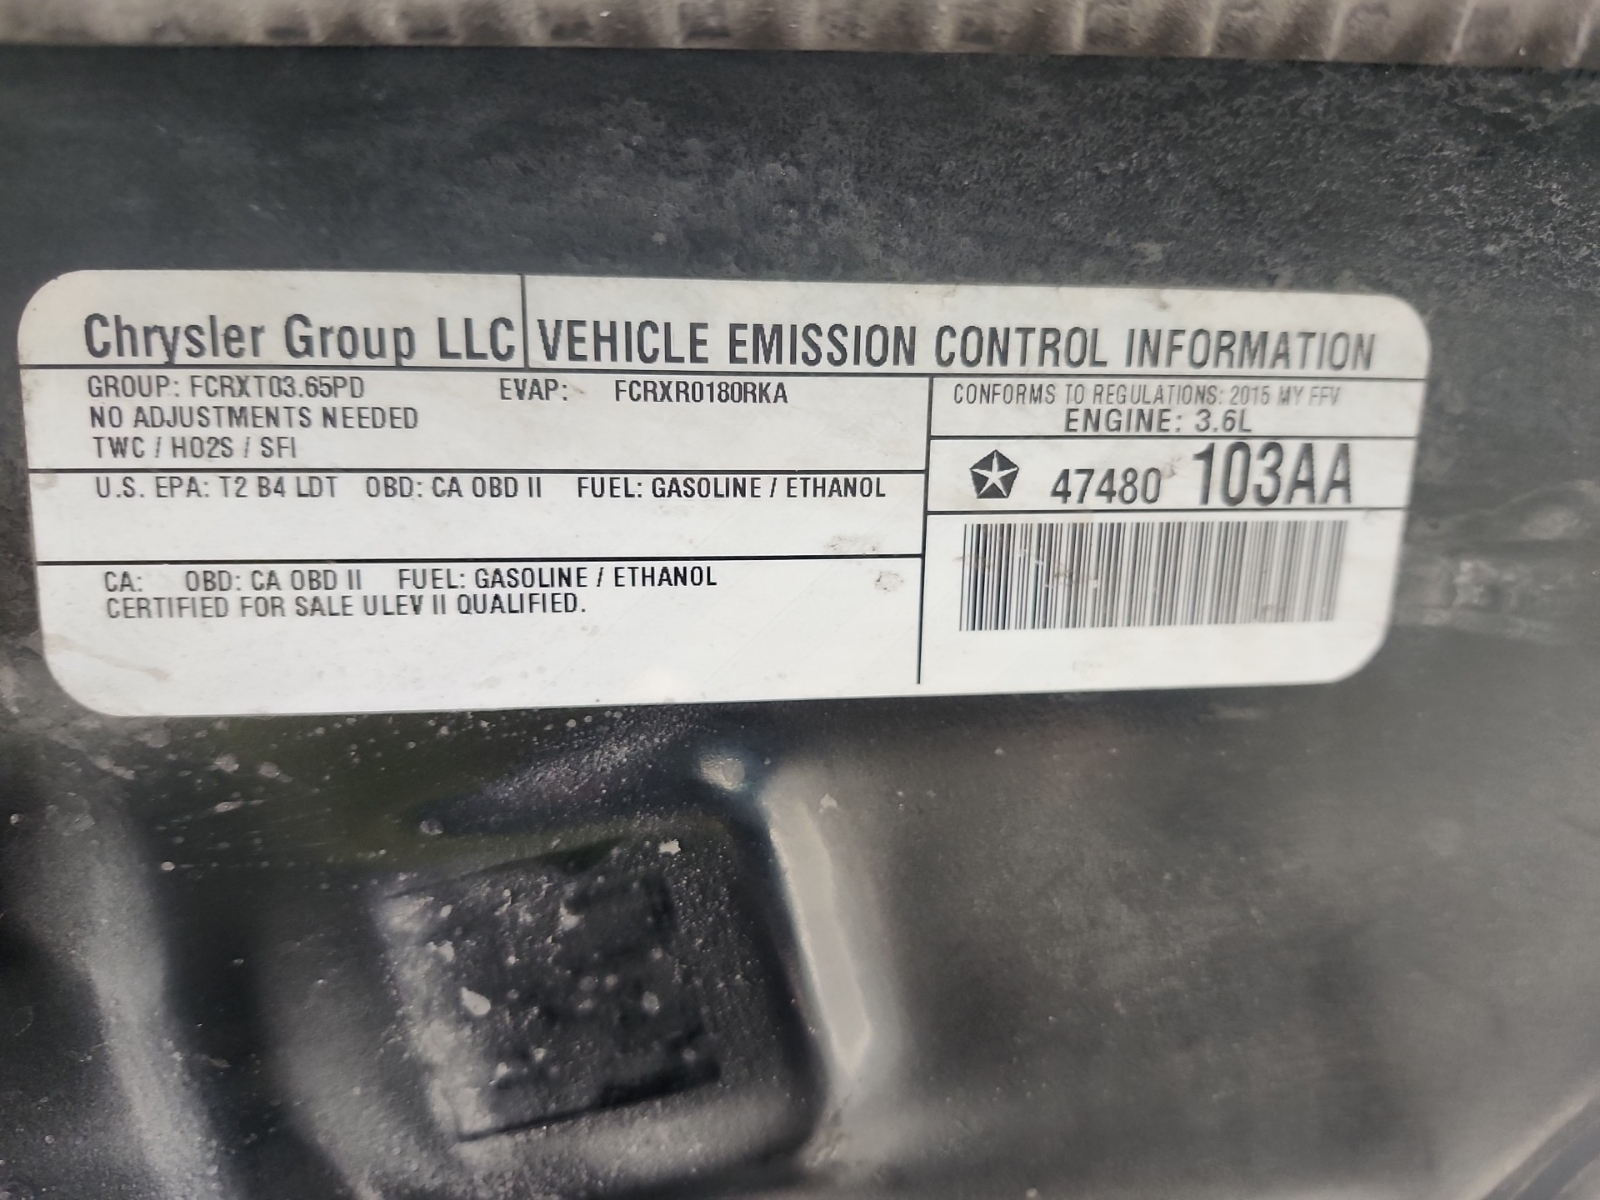 Chrysler Group LLC VEHICLE EMISSION CONTROL INFORMATION
GROUP: FCRXT03.65PD EVAP: FCRXR0180RKA
NO ADJUSTMENTS NEEDED
TWC / HO2S / SFI
U.S. EPA: T2 B4 LDT OBD: CA OBD II FUEL: GASOLINE / ETHANOL
CA: OBD: CA OBD II FUEL: GASOLINE / ETHANOL
CERTIFIED FOR SALE ULEV II QUALIFIED.
CONFORMS TO REGULATIONS: 2015 MY FFV
ENGINE: 3.6L
47480 103AA